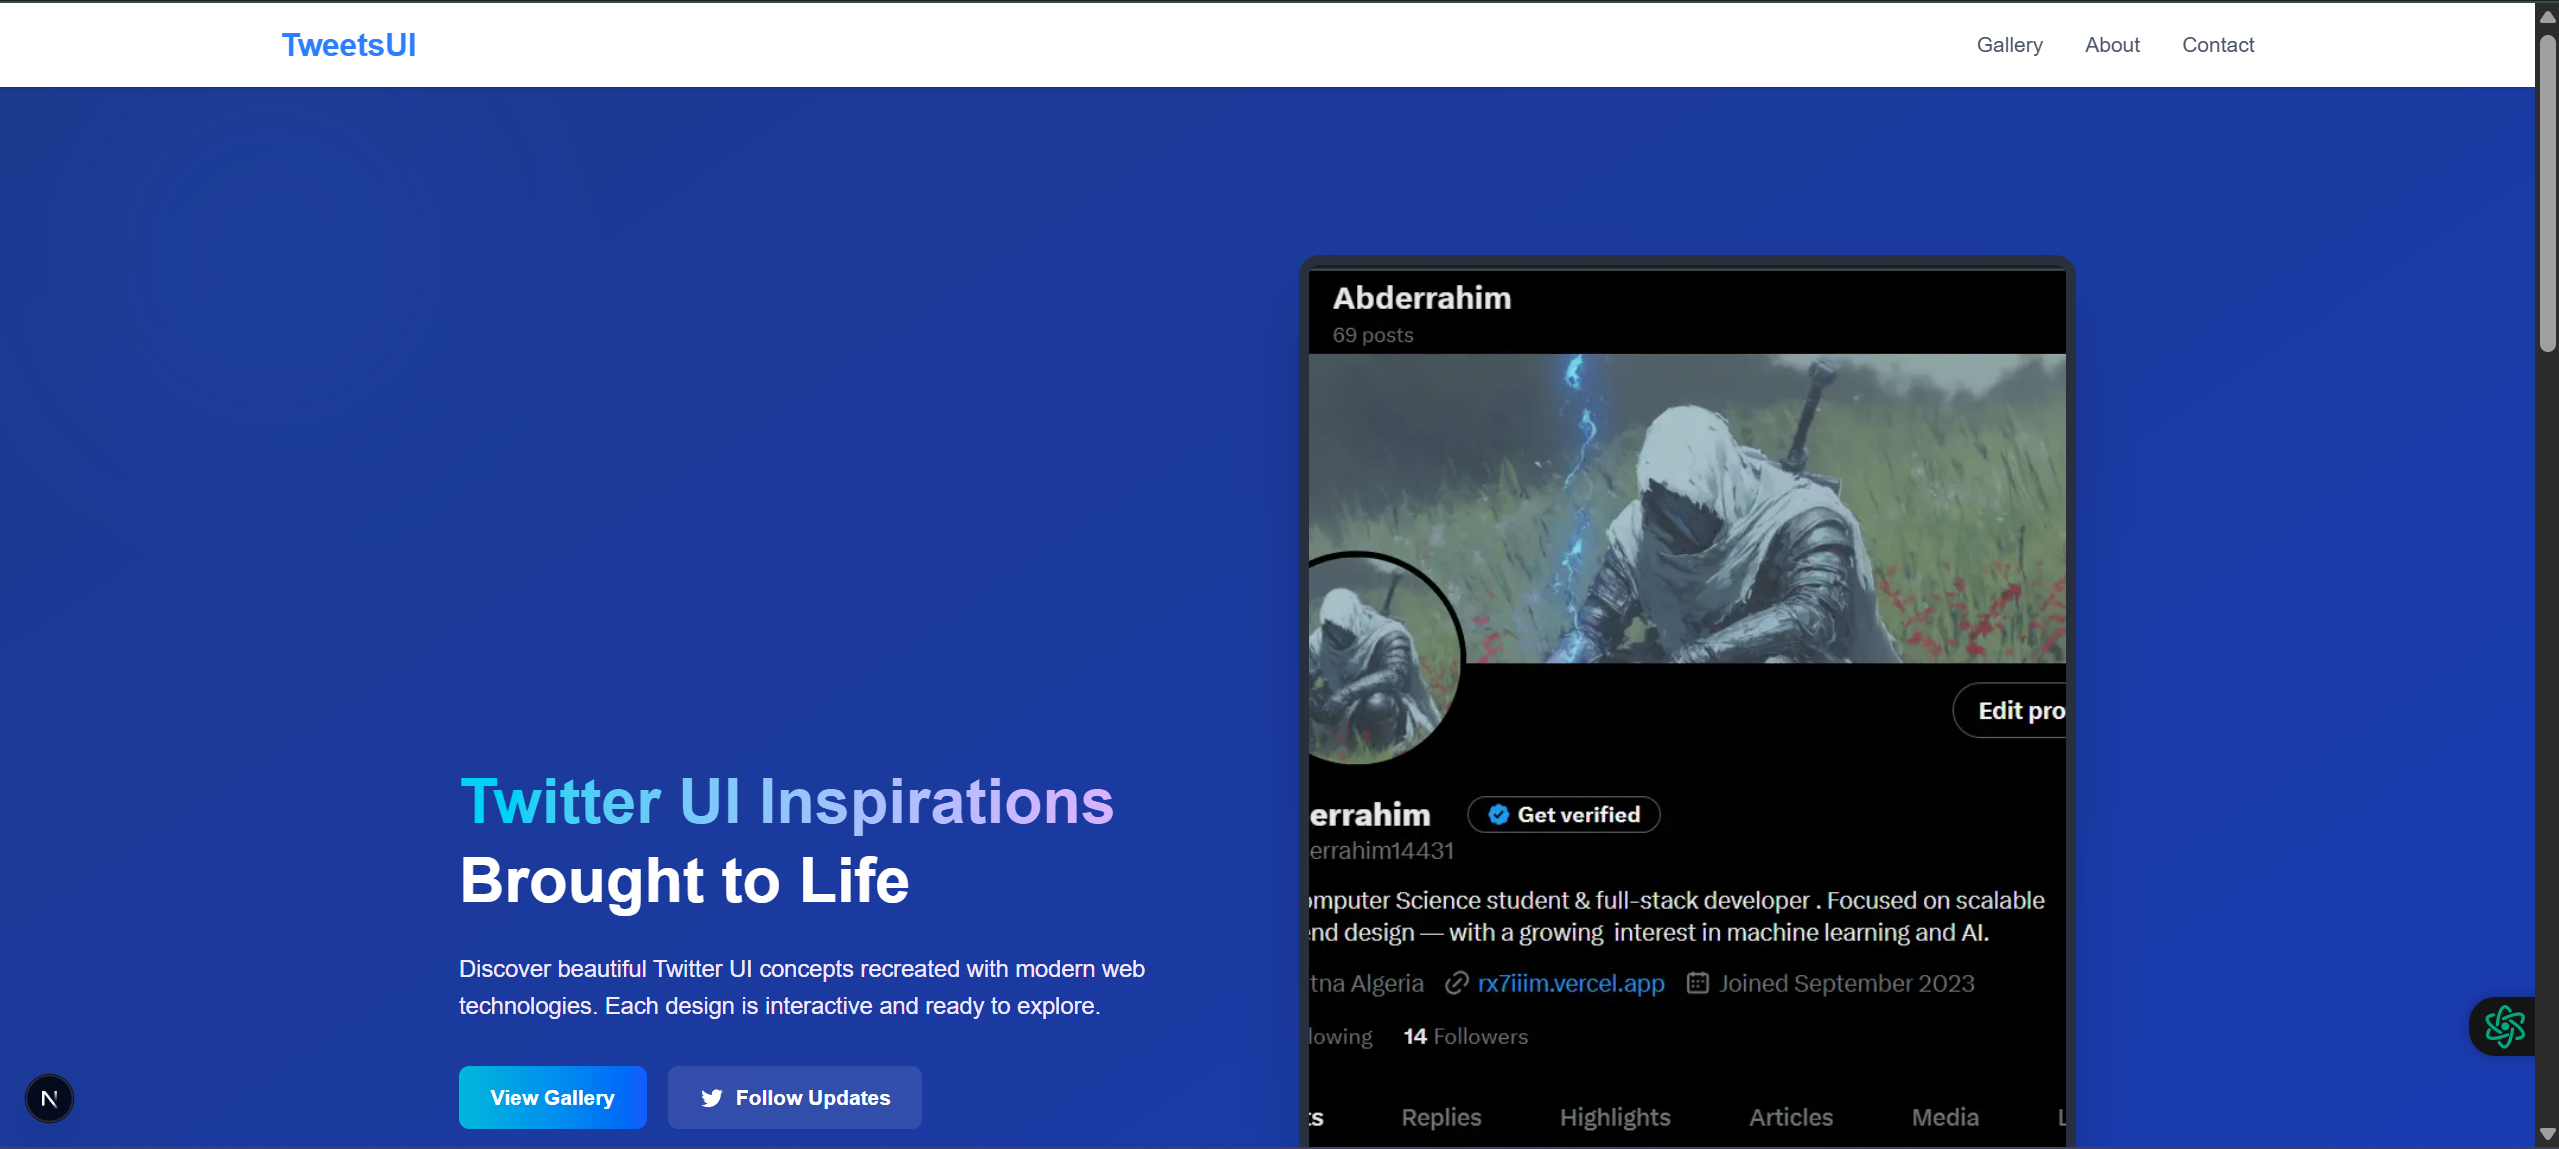 TweetsUI
Gallery About Contact
Twitter UI Inspirations
Brought to Life
Discover beautiful Twitter UI concepts recreated with modern web
technologies. Each design is interactive and ready to explore.
View Gallery Follow Updates
N
Abderrahim
69 posts
Edit pro
errahim Get verified
errahim14431
omputer Science student & full-stack developer . Focused on scalable
end design — with a growing interest in machine learning and AI.
tna Algeria rx7iiim.vercel.app Joined September 2023
lowing 14 Followers
ts Replies Highlights Articles Media L